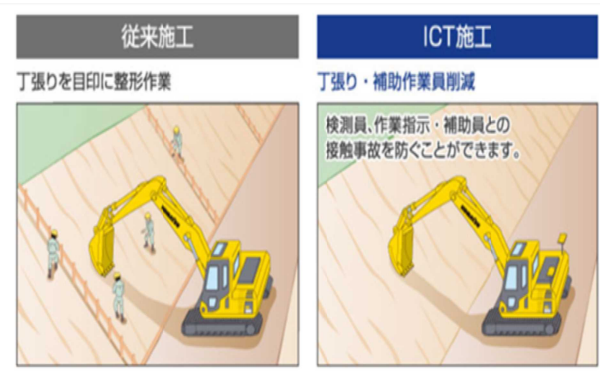 従来施工
ICT施工
丁張りを目印に整形作業
丁張り・補助作業員削減
検測員、作業指示・補助員との
接触事故を防ぐことができます。
KOMATSU
KOMATSU